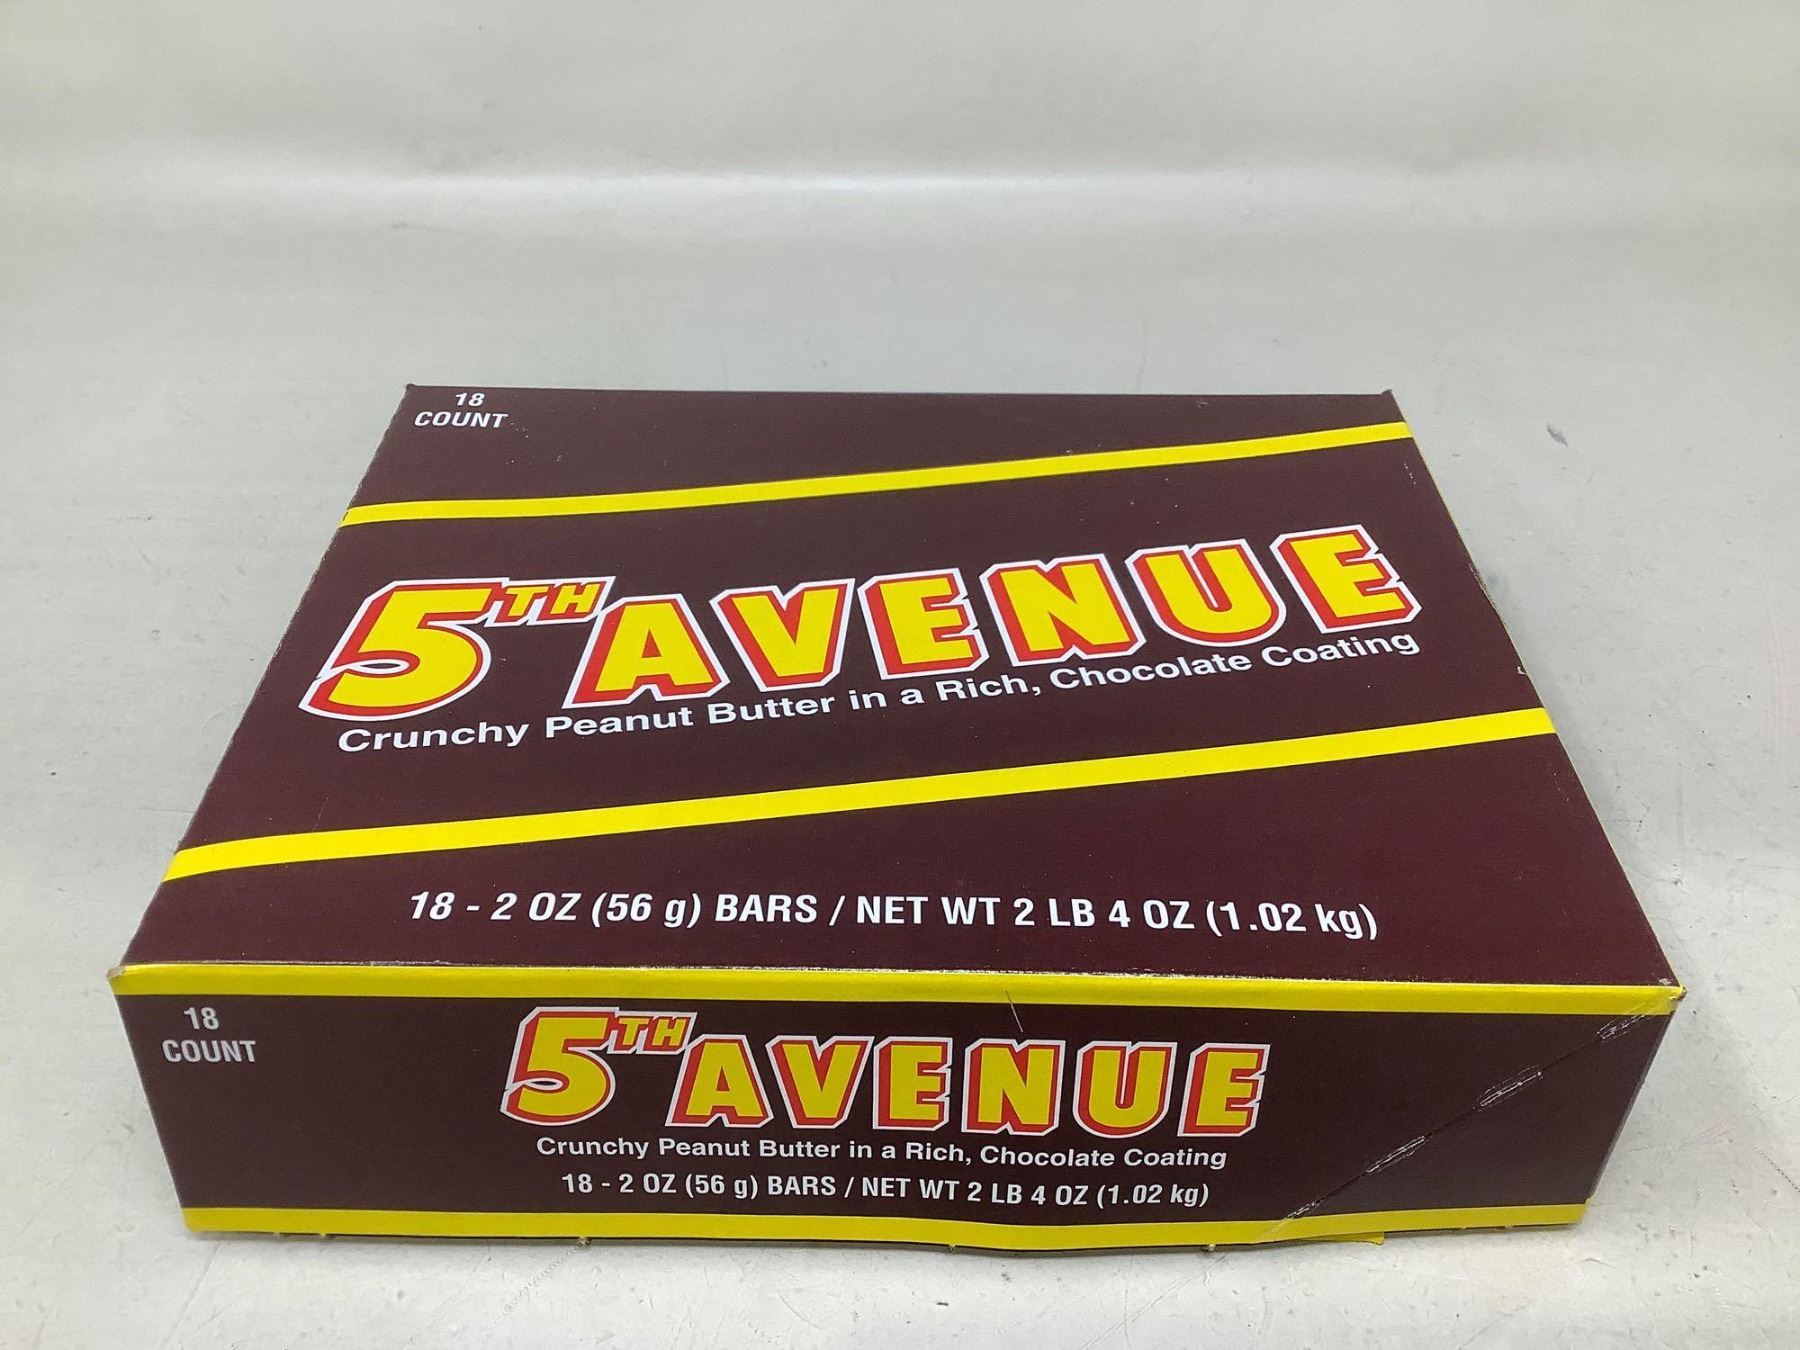 18
COUNT
5TH AVENUE
Crunchy Peanut Butter in a Rich, Chocolate Coating
18 - 2 OZ (56 g) BARS / NET WT 2 LB 4 OZ (1.02 kg)
18
COUNT
5TH AVENUE
Crunchy Peanut Butter in a Rich, Chocolate Coating
18 - 2 OZ (56 g) BARS / NET WT 2 LB 4 OZ (1.02 kg)